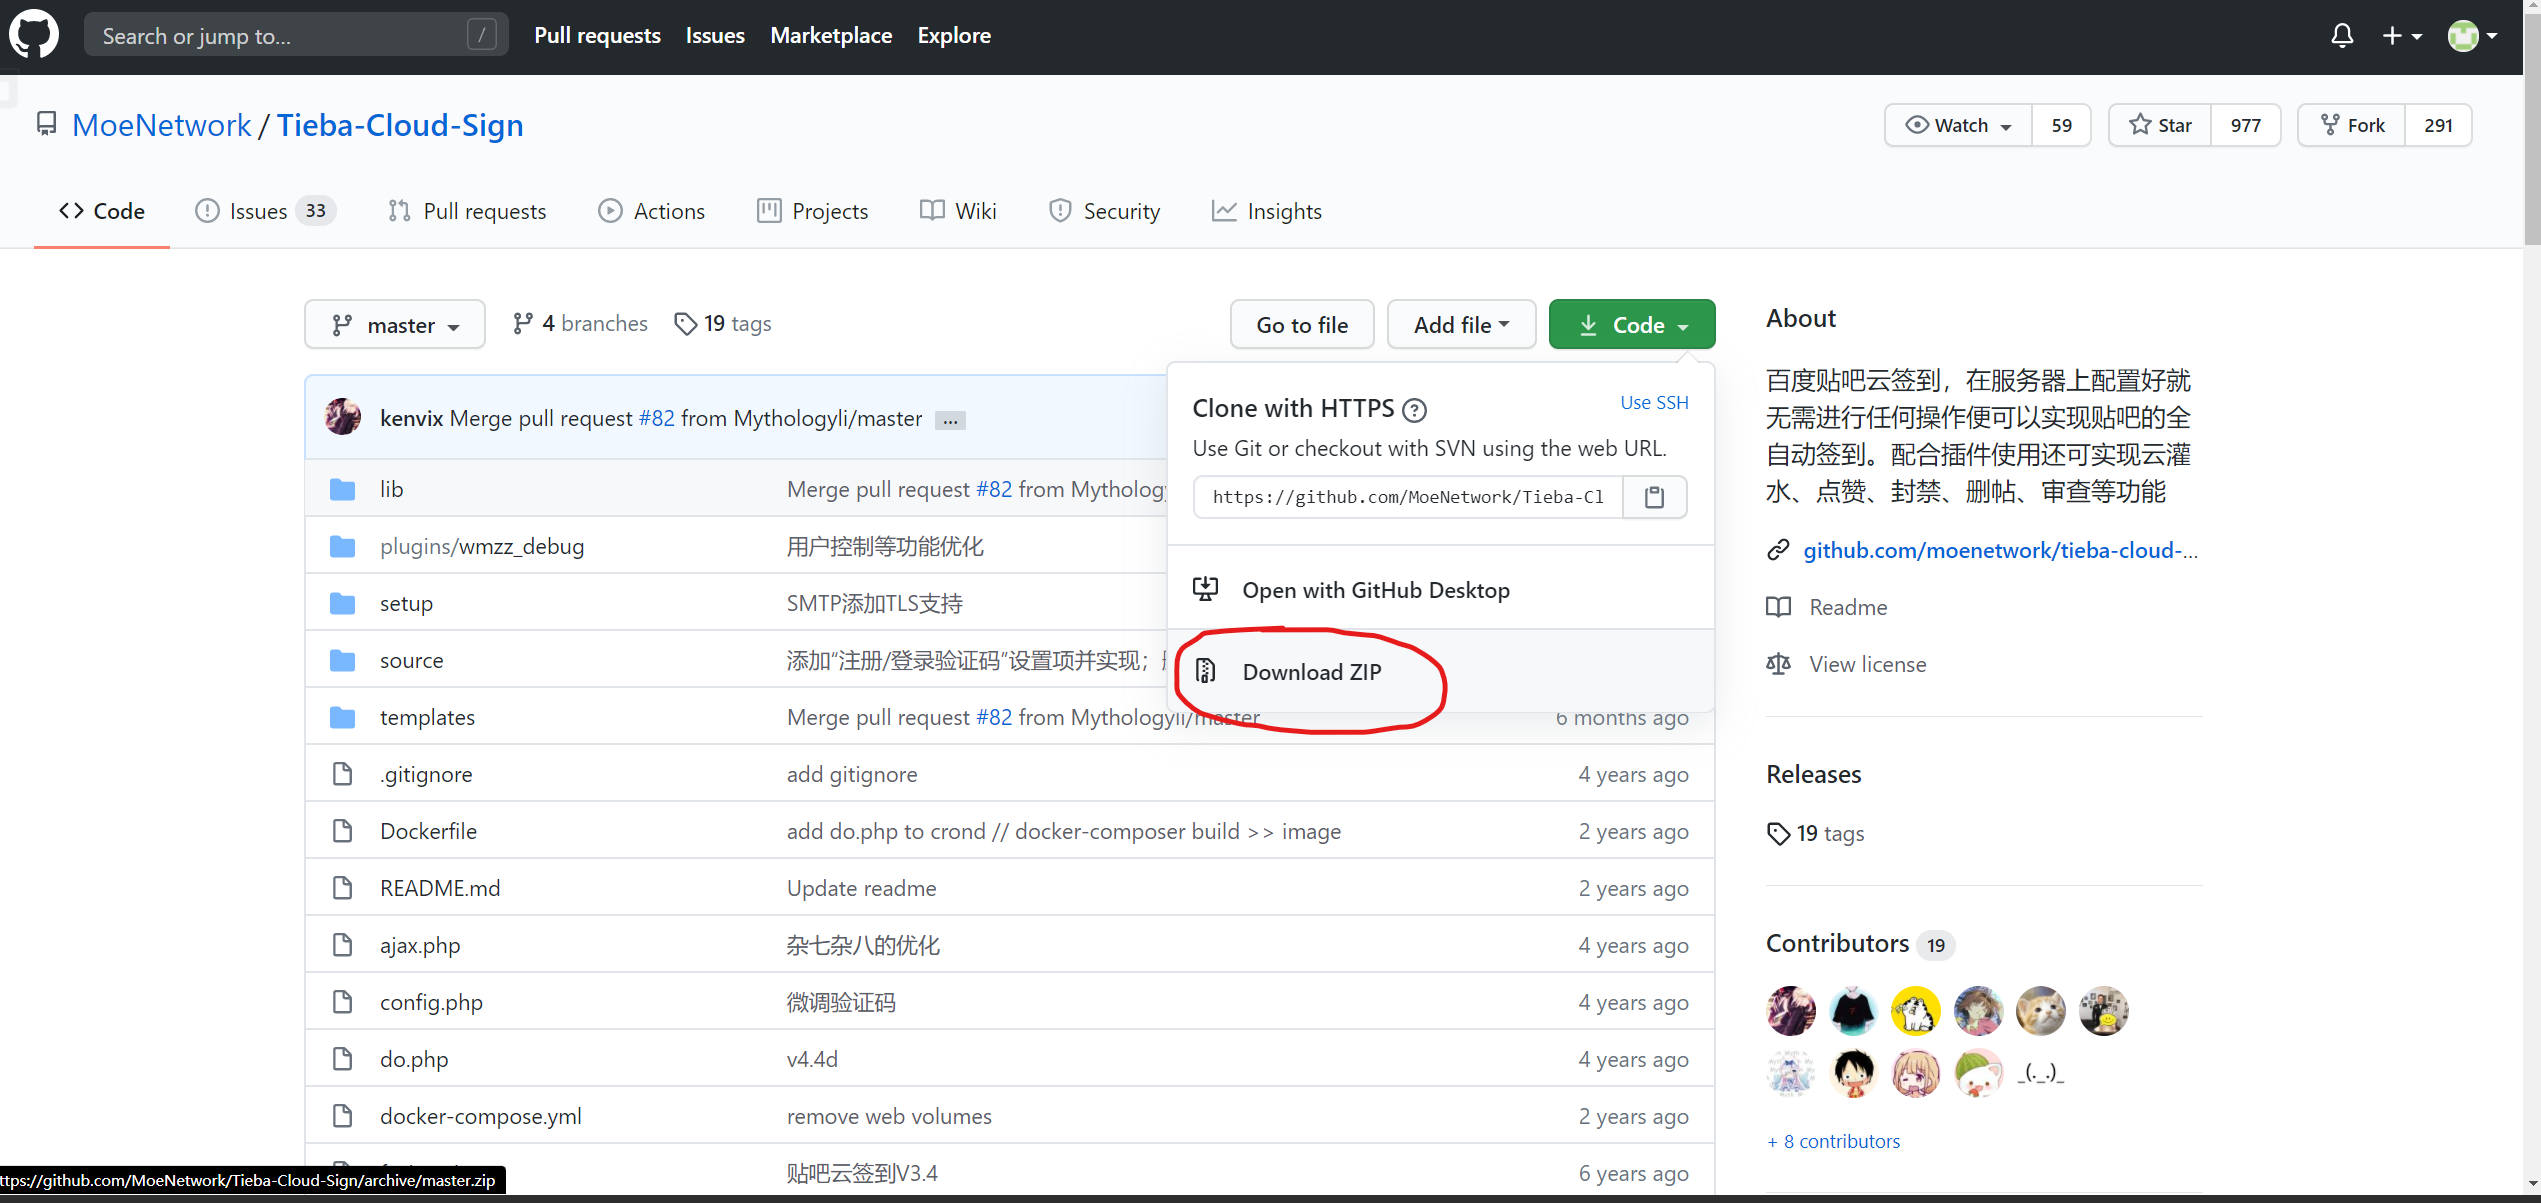 Search or jump to... /
Pull requests Issues Marketplace Explore
MoeNetwork / Tieba-Cloud-Sign
Watch 59 Star 977 Fork 291
Code Issues 33 Pull requests Actions Projects Wiki Security Insights
master 4 branches 19 tags Go to file Add file Code
kenvix Merge pull request #82 from Mythologyli/master ...
lib Merge pull request #82 from Mytholog
plugins/wmzz_debug 用户控制等功能优化
setup SMTP添加TLS支持
source 添加“注册/登录验证码”设置项并实现；
templates Merge pull request #82 from Mythologyli/master 6 months ago
.gitignore add gitignore 4 years ago
Dockerfile add do.php to crond // docker-composer build >> image 2 years ago
README.md Update readme 2 years ago
ajax.php 杂七杂八的优化 4 years ago
config.php 微调验证码 4 years ago
do.php v4.4d 4 years ago
docker-compose.yml remove web volumes 2 years ago
贴吧云签到V3.4 6 years ago
Clone with HTTPS ? Use SSH
Use Git or checkout with SVN using the web URL.
https://github.com/MoeNetwork/Tieba-Cl
Open with GitHub Desktop
Download ZIP
About
百度贴吧云签到，在服务器上配置好就
无需进行任何操作便可以实现贴吧的全
自动签到。配合插件使用还可实现云灌
水、点赞、封禁、删帖、审查等功能
github.com/moenetwork/tieba-cloud-...
Readme
View license
Releases
19 tags
Contributors 19
_(._.)_
+ 8 contributors
ttps://github.com/MoeNetwork/Tieba-Cloud-Sign/archive/master.zip